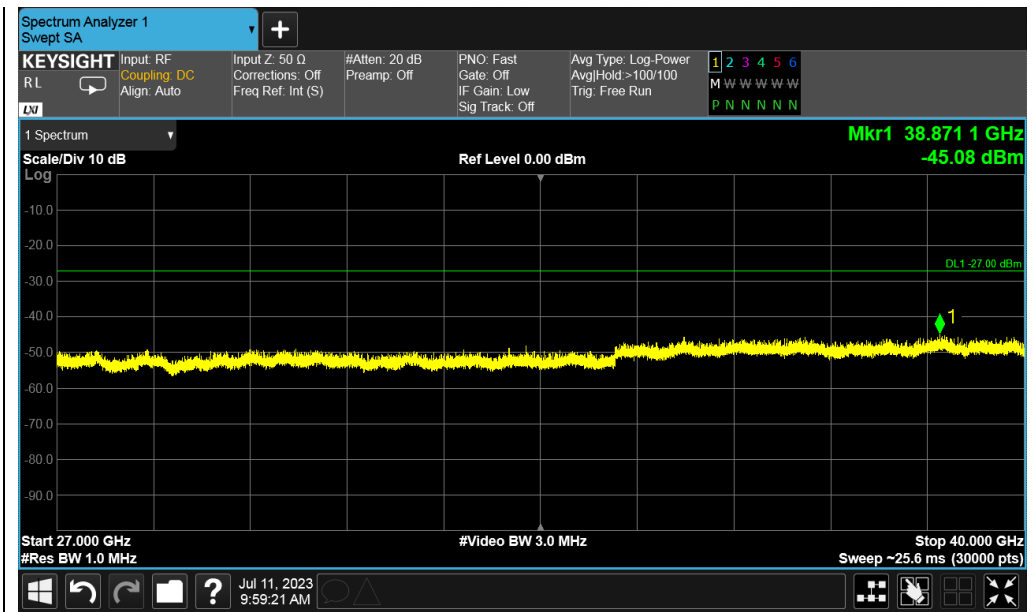 Spectrum Analyzer 1
Swept SA
▼
+
KEYSIGHT
RL
LXI
Input: RF
Coupling: DC
Align: Auto
Input Z: 50 Ω
Corrections: Off
Freq Ref: Int (S)
#Atten: 20 dB
Preamp: Off
PNO: Fast
Gate: Off
IF Gain: Low
Sig Track: Off
Avg Type: Log-Power
Avg|Hold:>100/100
Trig: Free Run
1 2 3 4 5 6
M W W W W W
P N N N N N
1 Spectrum ▼
Scale/Div 10 dB
Ref Level 0.00 dBm
Mkr1 38.871 1 GHz
-45.08 dBm
Log
-10.0
-20.0
DL1 -27.00 dBm
-30.0
-40.0
1
-50.0
-60.0
-70.0
-80.0
-90.0
Start 27.000 GHz
#Res BW 1.0 MHz
#Video BW 3.0 MHz
Stop 40.000 GHz
Sweep ~25.6 ms (30000 pts)
?
Jul 11, 2023
9:59:21 AM